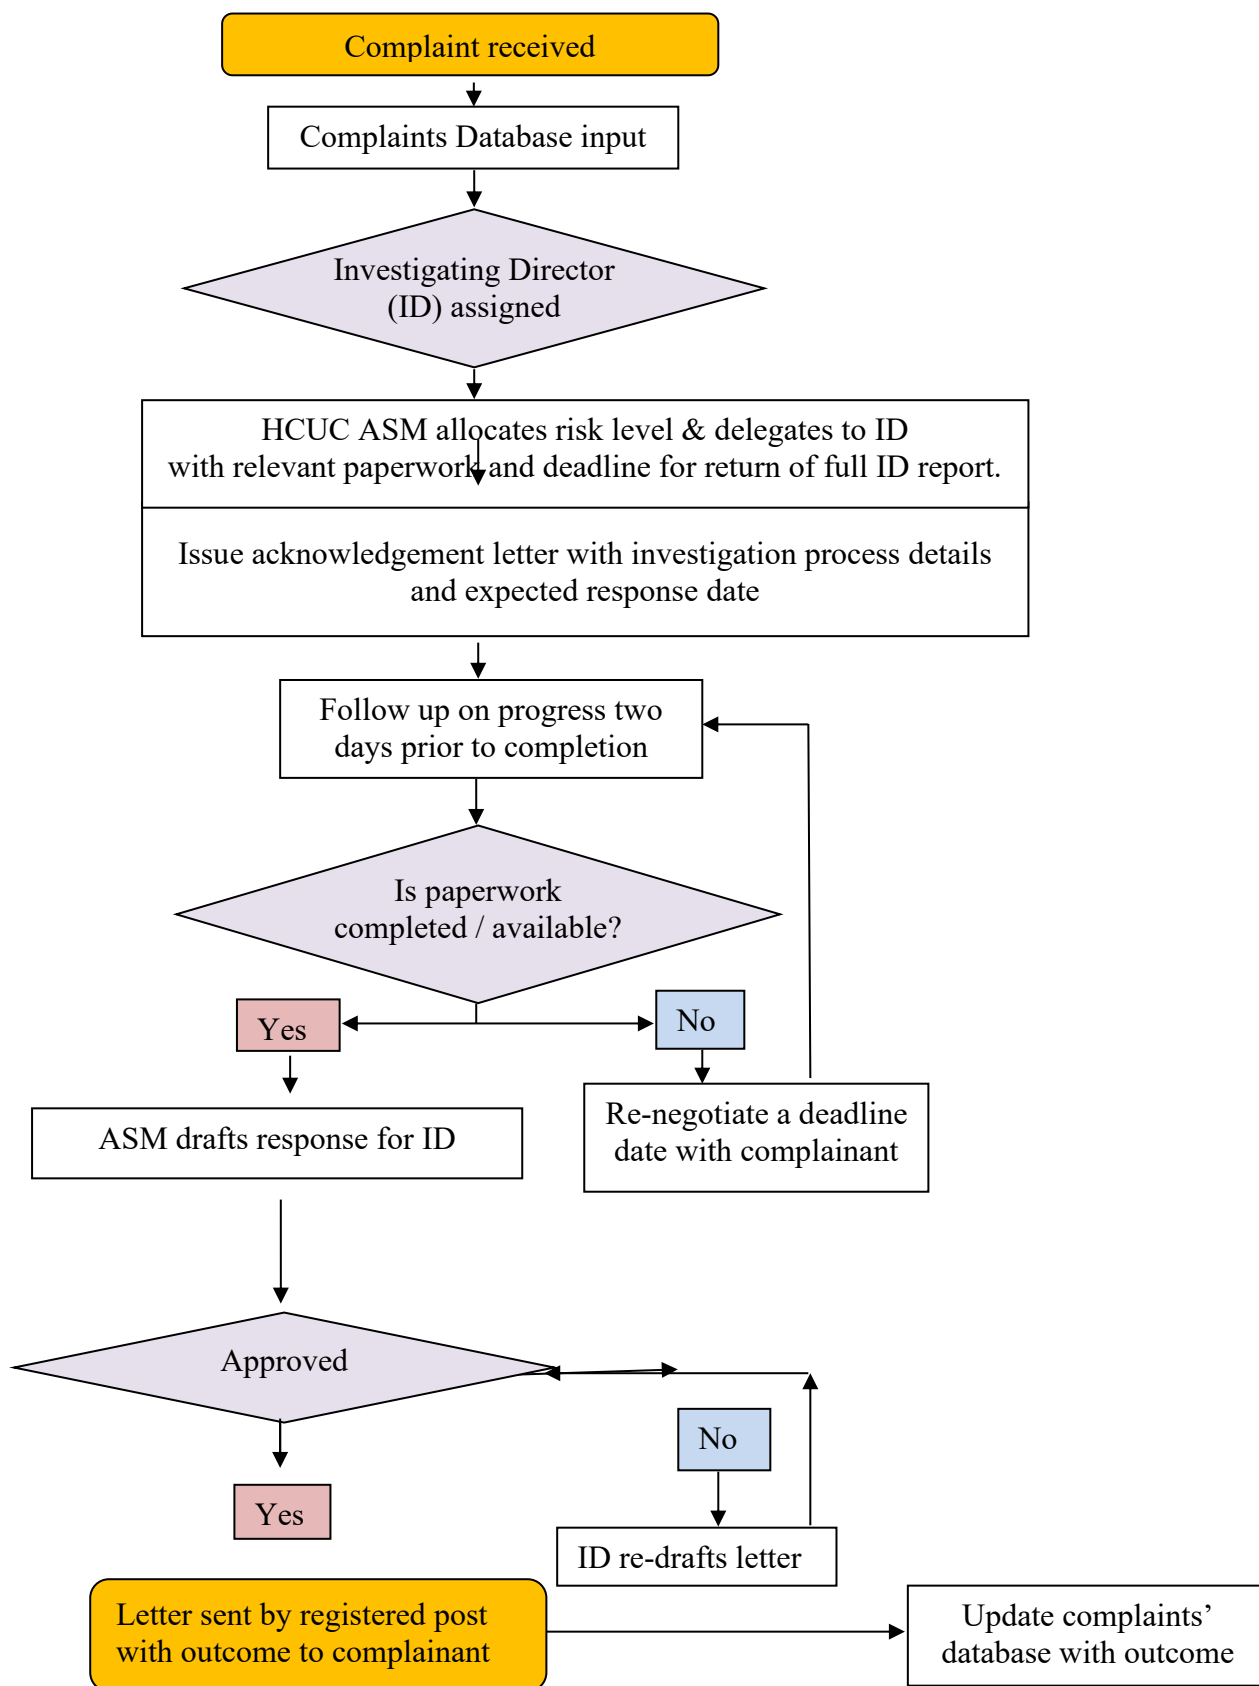 Complaint received
Complaints Database input
Investigating Director
(ID) assigned
HCUC ASM allocates risk level & delegates to ID
with relevant paperwork and deadline for return of full ID report.
Issue acknowledgement letter with investigation process details
and expected response date
Follow up on progress two
days prior to completion
Is paperwork
completed / available?
Yes
No
ASM drafts response for ID
Re-negotiate a deadline
date with complainant
Approved
No
Yes
ID re-drafts letter
Letter sent by registered post
with outcome to complainant
Update complaints’
database with outcome